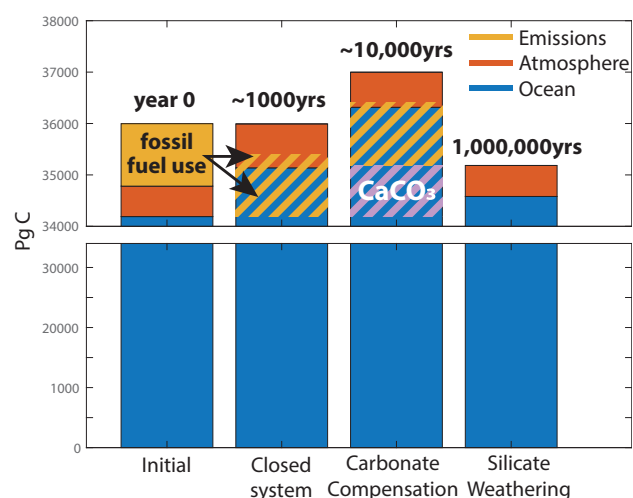 38000
37000
36000
35000
34000
30000
20000
10000
0
Pg C
Emissions
Atmosphere
Ocean
year 0
~1000yrs
~10,000yrs
1,000,000yrs
fossil
fuel use
CaCO₃
Initial
Closed
system
Carbonate
Compensation
Silicate
Weathering